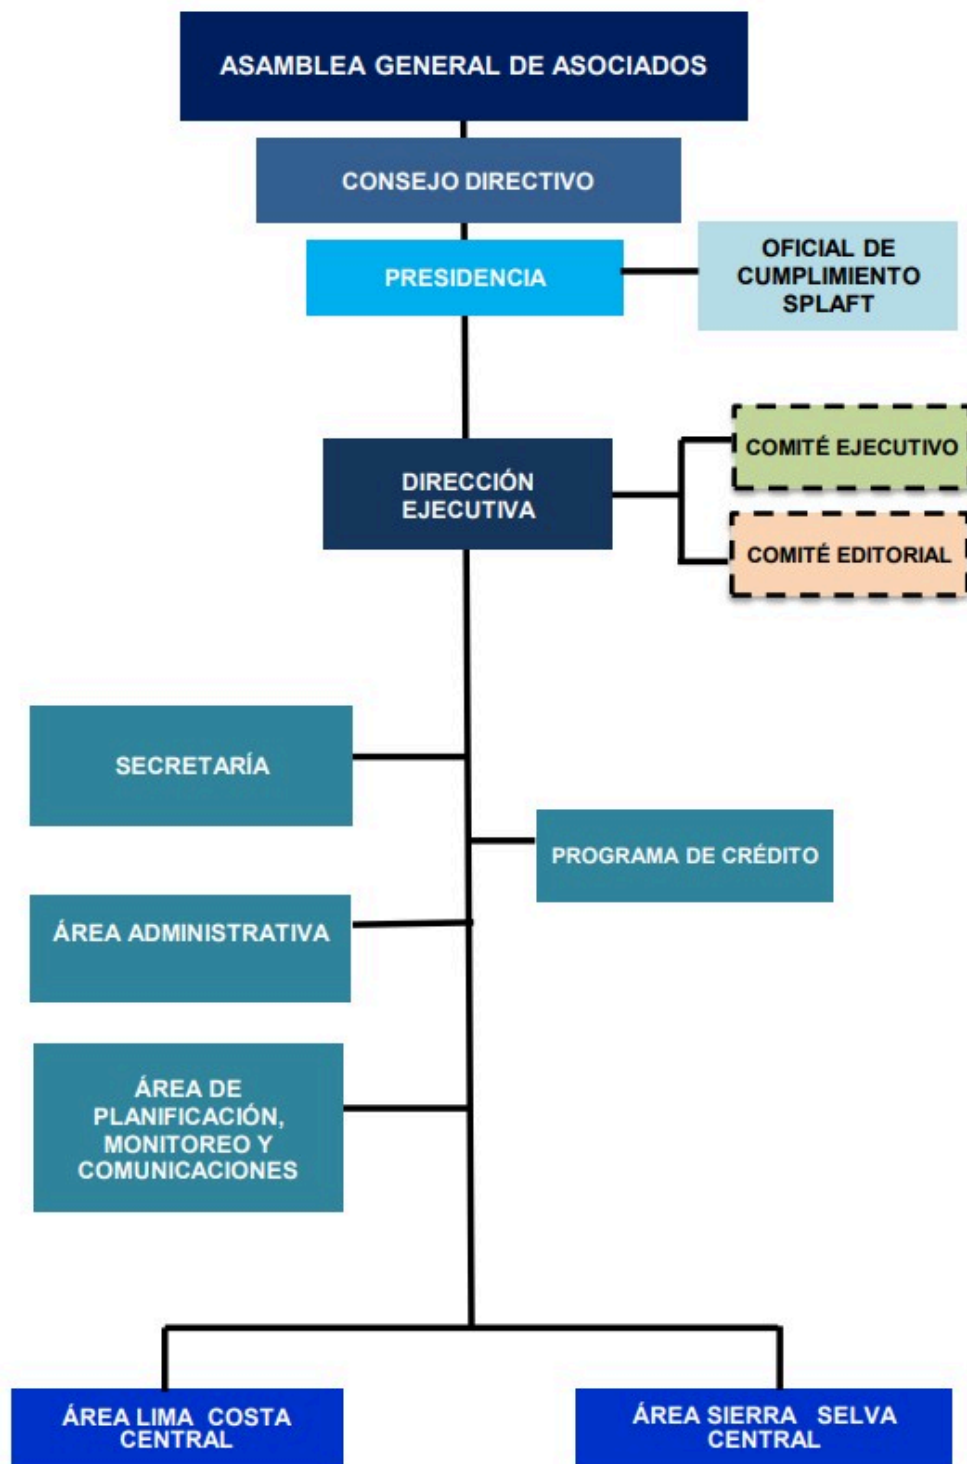 ASAMBLEA GENERAL DE ASOCIADOS
CONSEJO DIRECTIVO
PRESIDENCIA
OFICIAL DE
CUMPLIMIENTO
SPLAFT
DIRECCIÓN
EJECUTIVA
COMITÉ EJECUTIVO
COMITÉ EDITORIAL
SECRETARÍA
PROGRAMA DE CRÉDITO
ÁREA ADMINISTRATIVA
ÁREA DE
PLANIFICACIÓN,
MONITOREO Y
COMUNICACIONES
ÁREA LIMA COSTA
CENTRAL
ÁREA SIERRA SELVA
CENTRAL